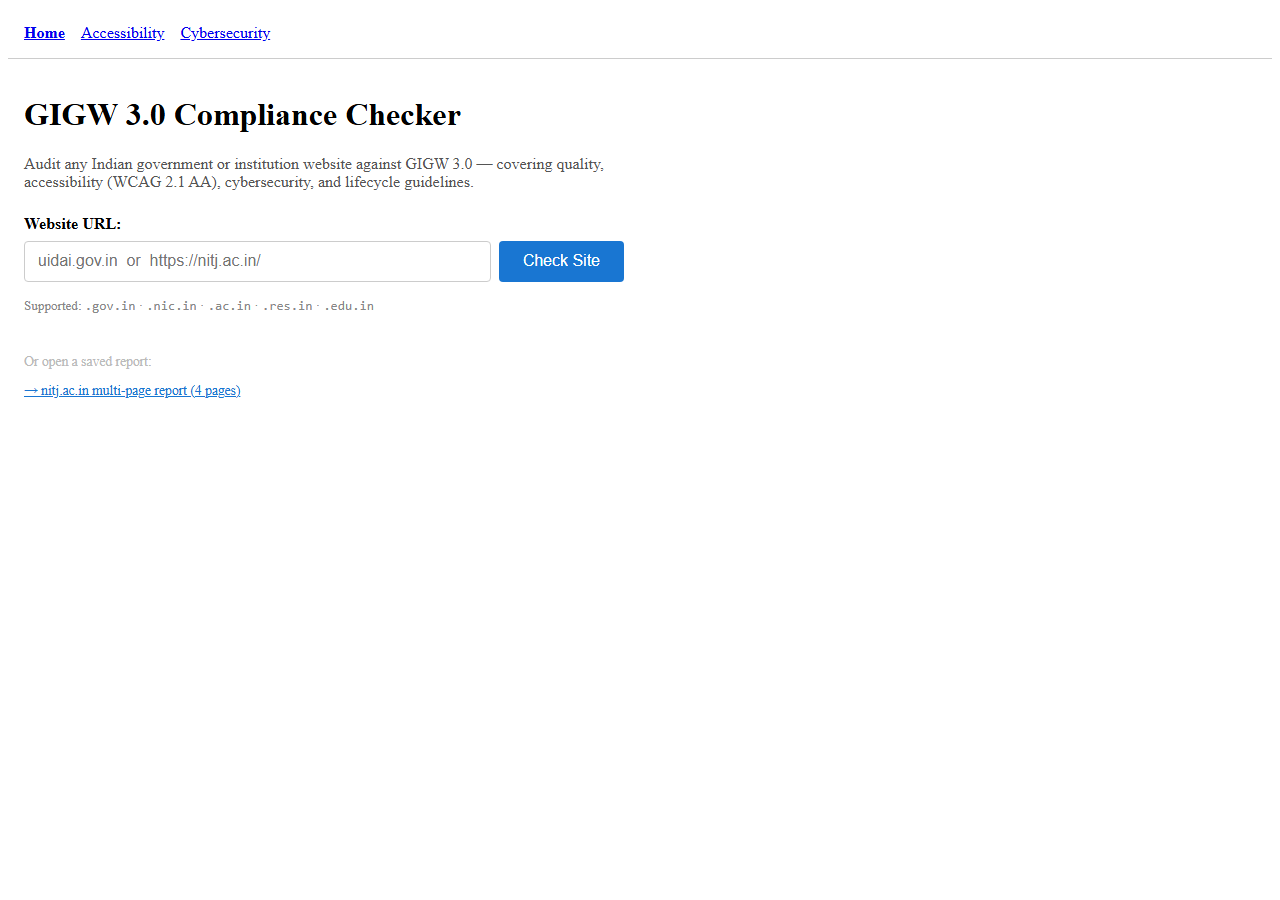 Home Accessibility Cybersecurity
GIGW 3.0 Compliance Checker
Audit any Indian government or institution website against GIGW 3.0 — covering quality,
accessibility (WCAG 2.1 AA), cybersecurity, and lifecycle guidelines.
Website URL:
uidai.gov.in or https://nitj.ac.in/ Check Site
Supported: .gov.in · .nic.in · .ac.in · .res.in · .edu.in
Or open a saved report:
→ nitj.ac.in multi-page report (4 pages)